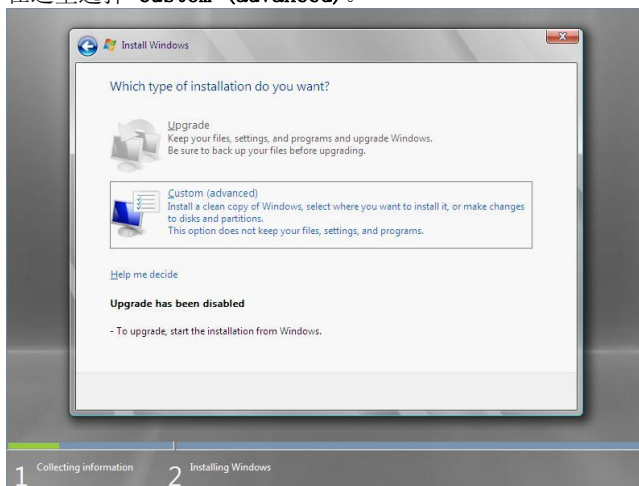 在这里选择 Custom (advanced)。
Install Windows
Which type of installation do you want?
Upgrade
Keep your files, settings, and programs and upgrade Windows.
Be sure to back up your files before upgrading.
Custom (advanced)
Install a clean copy of Windows, select where you want to install it, or make changes
to disks and partitions.
This option does not keep your files, settings, and programs.
Help me decide
Upgrade has been disabled
- To upgrade, start the installation from Windows.
1 Collecting information 2 Installing Windows